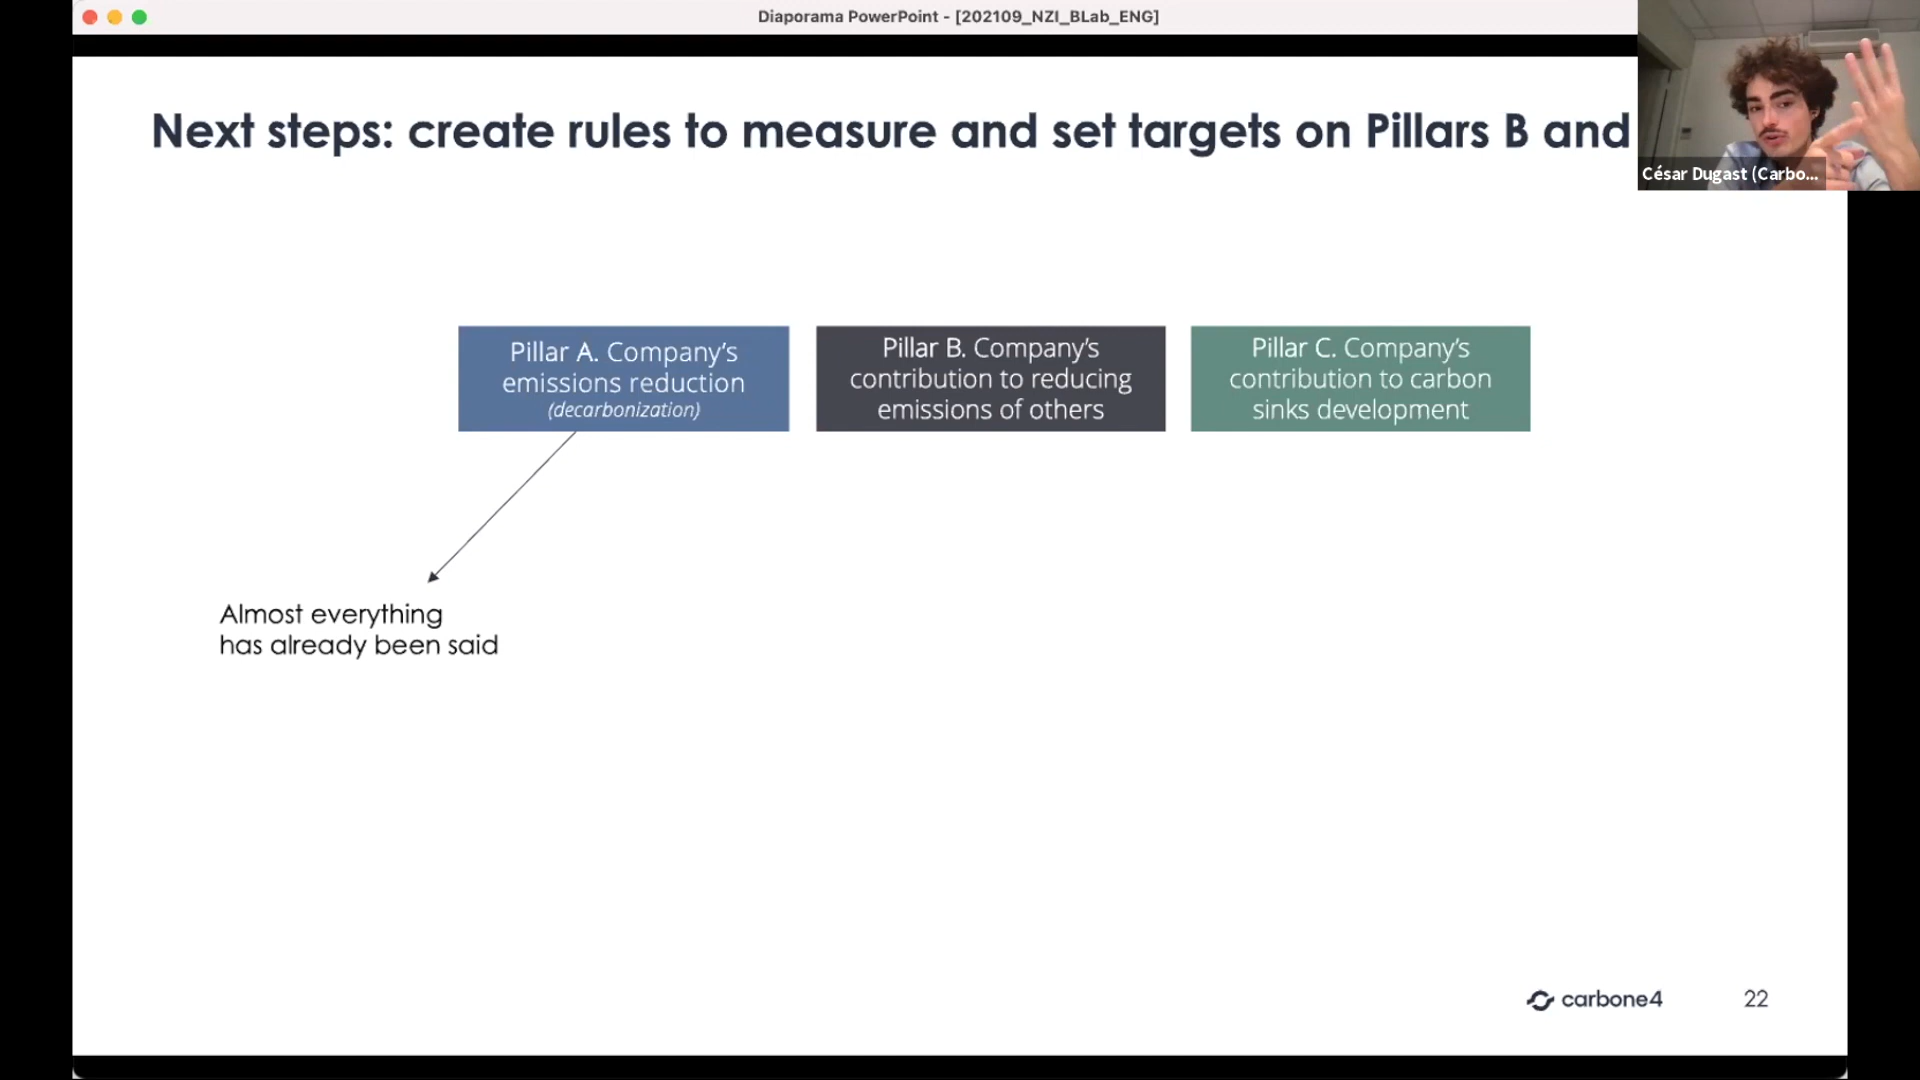 Diaporama PowerPoint - [202109_NZI_BLab_ENG]
Next steps: create rules to measure and set targets on Pillars B and
César Dugast (Carbo...
Pillar A. Company's
emissions reduction
(decarbonization)
Pillar B. Company's
contribution to reducing
emissions of others
Pillar C. Company's
contribution to carbon
sinks development
Almost everything
has already been said
carbone4
22